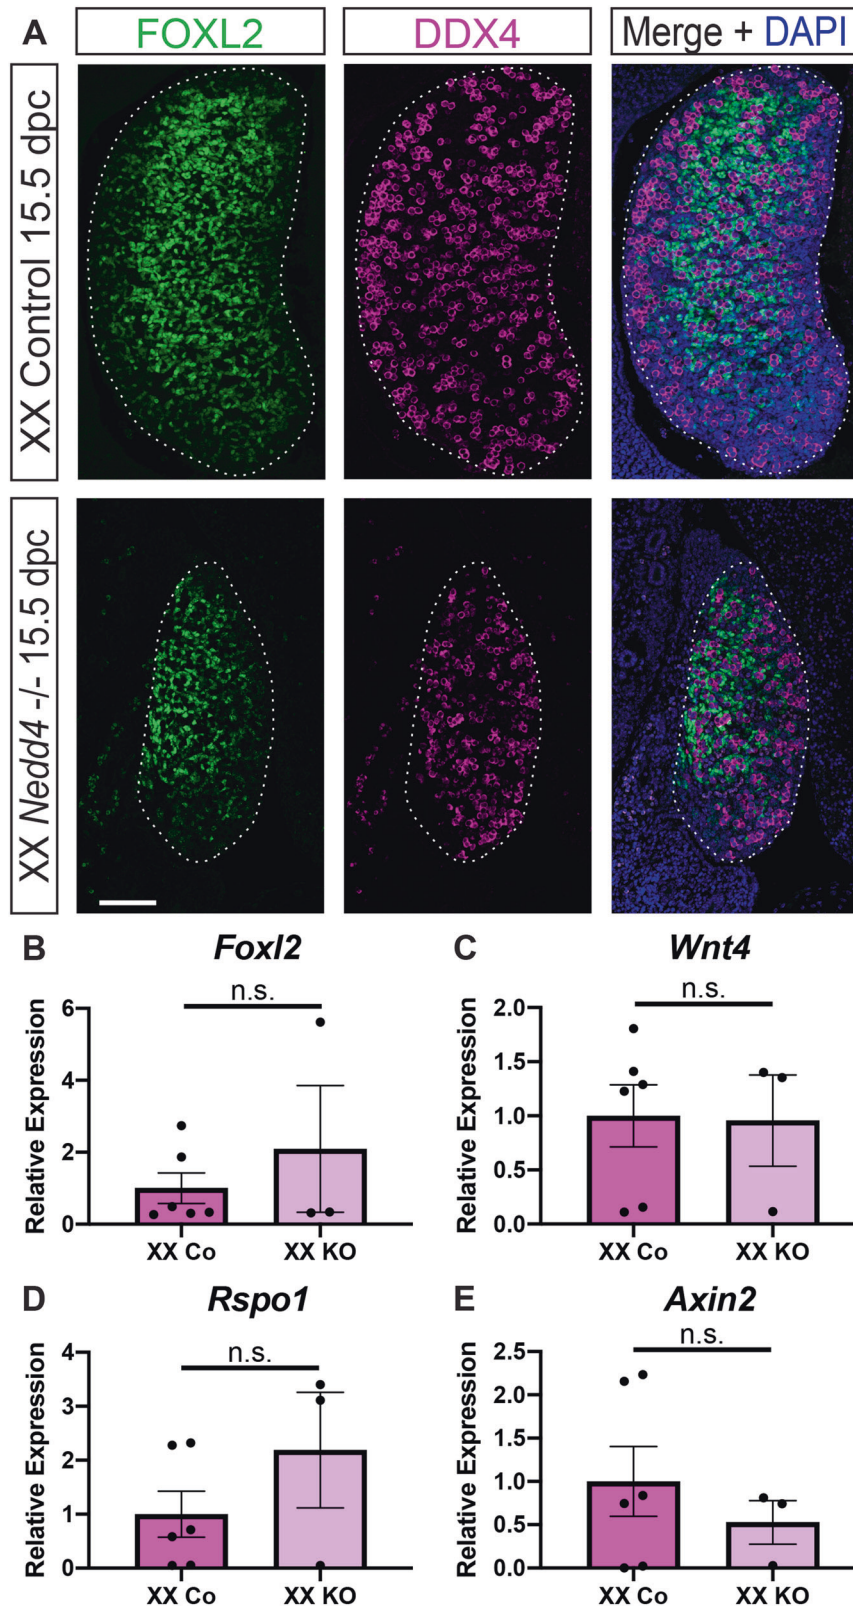 A
FOXL2
DDX4
Merge + DAPI
XX Control 15.5 dpc
XX Nedd4 -/- 15.5 dpc
B
Foxl2
n.s.
Relative Expression
6
4
2
0
XX Co
XX KO
C
Wnt4
n.s.
Relative Expression
2.0
1.5
1.0
0.5
0.0
XX Co
XX KO
D
Rspo1
n.s.
Relative Expression
4
3
2
1
0
XX Co
XX KO
E
Axin2
n.s.
Relative Expression
2.5
2.0
1.5
1.0
0.5
0.0
XX Co
XX KO